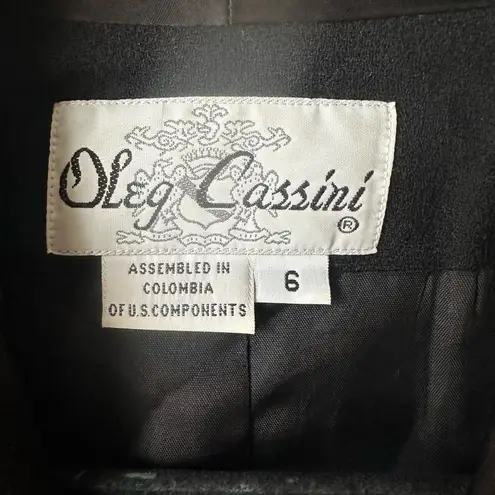 Oleg Cassini ®
ASSEMBLED IN
COLOMBIA
OF U.S. COMPONENTS
6